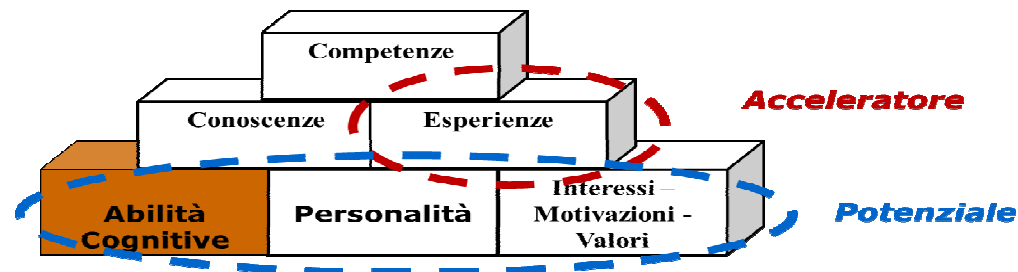 Competenze
Conoscenze
Esperienze
Acceleratore
Abilità
Cognitive
Personalità
Interessi –
Motivazioni -
Valori
Potenziale